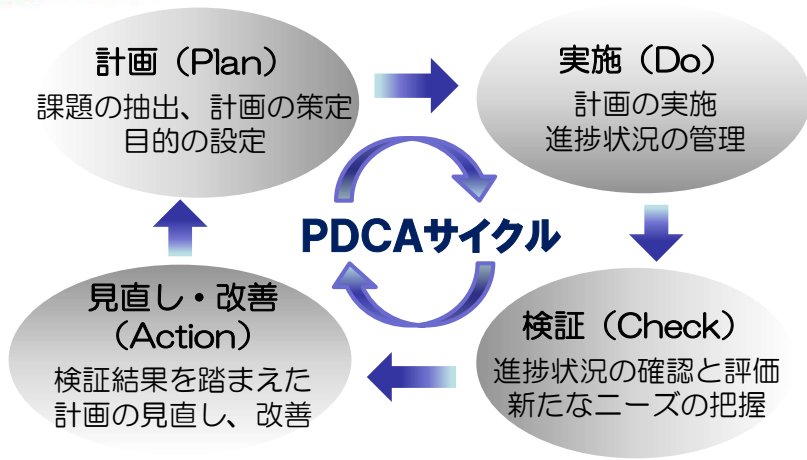 計画（Plan）
課題の抽出、計画の策定
目的の設定
実施（Do）
計画の実施
進捗状況の管理
PDCAサイクル
見直し・改善
（Action）
検証結果を踏まえた
計画の見直し、改善
検証（Check）
進捗状況の確認と評価
新たなニーズの把握